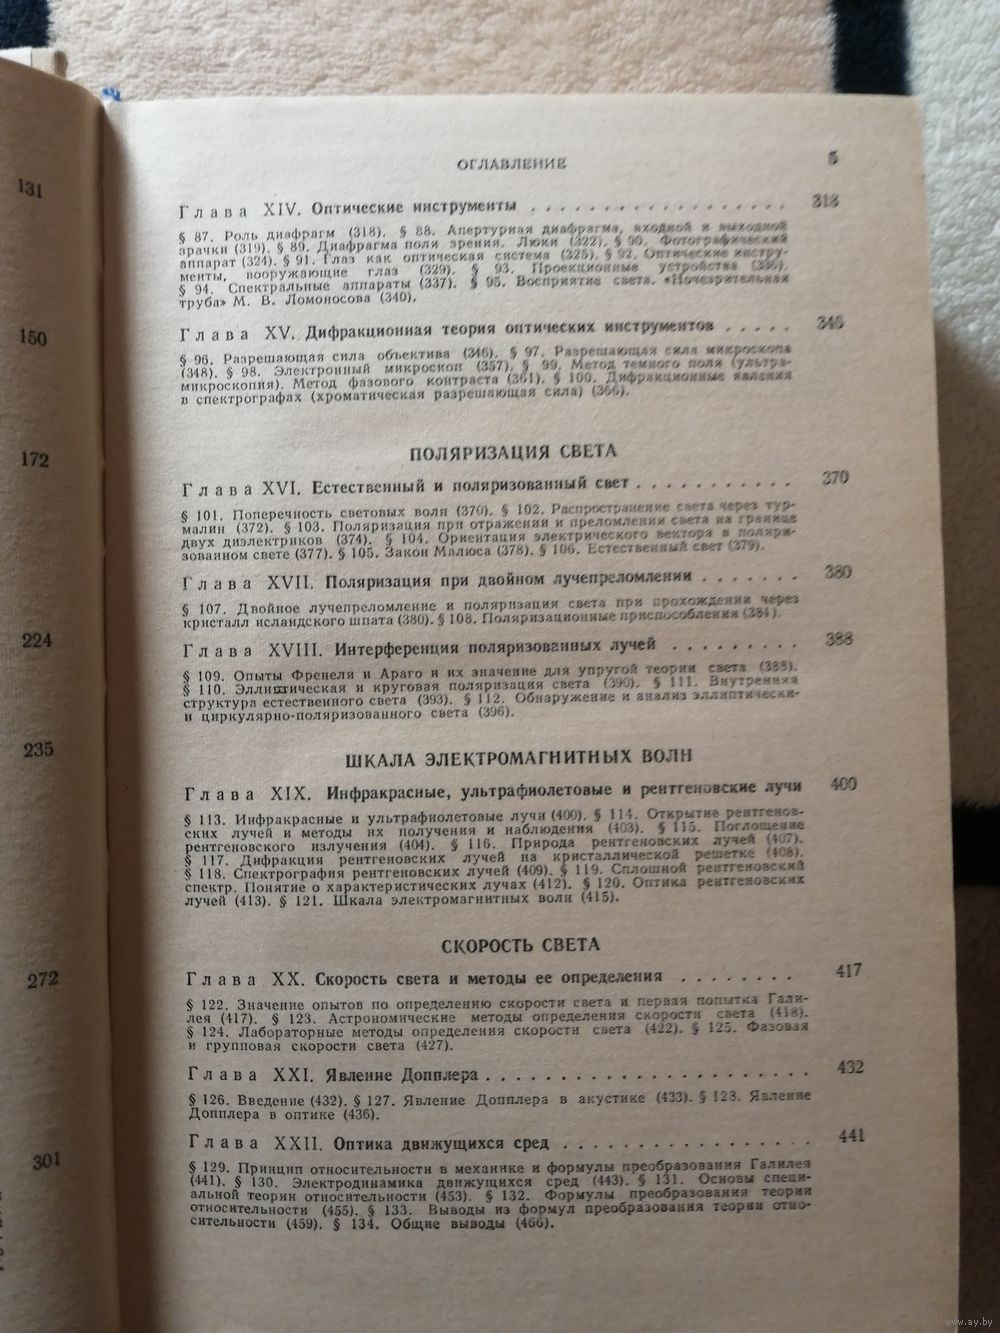 131
150
172
224
235
272
301
ОГЛАВЛЕНИЕ 5
Глава XIV. Оптические инструменты . . . . . . . . . . . . . . . . . . 318
§ 87. Роль диафрагм (318). § 88. Апертурная диафрагма, входной и выходной
зрачки (319). § 89. Диафрагма поля зрения. Люки (322). § 90. Фотографический
аппарат (324). § 91. Глаз как оптическая система (325). § 92. Оптические инстру-
менты, вооружающие глаз (329). § 93. Проекционные устройства (336).
§ 94. Спектральные аппараты (337). § 95. Восприятие света. «Ночезрительная
труба» М. В. Ломоносова (340).
Глава XV. Дифракционная теория оптических инструментов . . . . . 346
§ 96. Разрешающая сила объектива (346). § 97. Разрешающая сила микроскопа
(348). § 98. Электронный микроскоп (357). § 99. Метод темного поля (ультра-
микроскопия). Метод фазового контраста (361). § 100. Дифракционные явления
в спектрографах (хроматическая разрешающая сила) (366).
ПОЛЯРИЗАЦИЯ СВЕТА
Глава XVI. Естественный и поляризованный свет . . . . . . . . . . . 370
§ 101. Поперечность световых волн (370). § 102. Распространение света через тур-
малин (372). § 103. Поляризация при отражении и преломлении света на границе
двух диэлектриков (374). § 104. Ориентация электрического вектора в поляри-
зованном свете (377). § 105. Закон Малюса (378). § 106. Естественный свет (379).
Глава XVII. Поляризация при двойном лучепреломлении . . . . . . . 380
§ 107. Двойное лучепреломление и поляризация света при прохождении через
кристалл исландского шпата (380). § 108. Поляризационные приспособления (384).
Глава XVIII. Интерференция поляризованных лучей . . . . . . . . . 388
§ 109. Опыты Френеля и Араго и их значение для упругой теории света (388).
§ 110. Эллиптическая и круговая поляризация света (390). § 111. Внутренняя
структура естественного света (393). § 112. Обнаружение и анализ эллиптически-
и циркулярно-поляризованного света (396).
ШКАЛА ЭЛЕКТРОМАГНИТНЫХ ВОЛН
Глава XIX. Инфракрасные, ультрафиолетовые и рентгеновские лучи 400
§ 113. Инфракрасные и ультрафиолетовые лучи (400). § 114. Открытие рентгенов-
ских лучей и методы их получения и наблюдения (403). § 115. Поглощение
рентгеновского излучения (404). § 116. Природа рентгеновских лучей (407).
§ 117. Дифракция рентгеновских лучей на кристаллической решетке (408).
§ 118. Спектрография рентгеновских лучей (409). § 119. Сплошной рентгеновский
спектр. Понятие о характеристических лучах (412). § 120. Оптика рентгеновских
лучей (413). § 121. Шкала электромагнитных волн (415).
СКОРОСТЬ СВЕТА
Глава XX. Скорость света и методы ее определения . . . . . . . . 417
§ 122. Значение опытов по определению скорости света и первая попытка Гали-
лея (417). § 123. Астрономические методы определения скорости света (418).
§ 124. Лабораторные методы определения скорости света (422). § 125. Фазовая
и групповая скорости света (427).
Глава XXI. Явление Допплера . . . . . . . . . . . . . . . . . . . . . . . 432
§ 126. Введение (432). § 127. Явление Допплера в акустике (433). § 128. Явление
Допплера в оптике (436).
Глава XXII. Оптика движущихся сред . . . . . . . . . . . . . . . . . 441
§ 129. Принцип относительности в механике и формулы преобразования Галилея
(441). § 130. Электродинамика движущихся сред (443). § 131. Основы специ-
альной теории относительности (453). § 132. Формулы преобразования теории
относительности (455). § 133. Выводы из формул преобразования теории отно-
сительности (459). § 134. Общие выводы (466).
www.ay.by